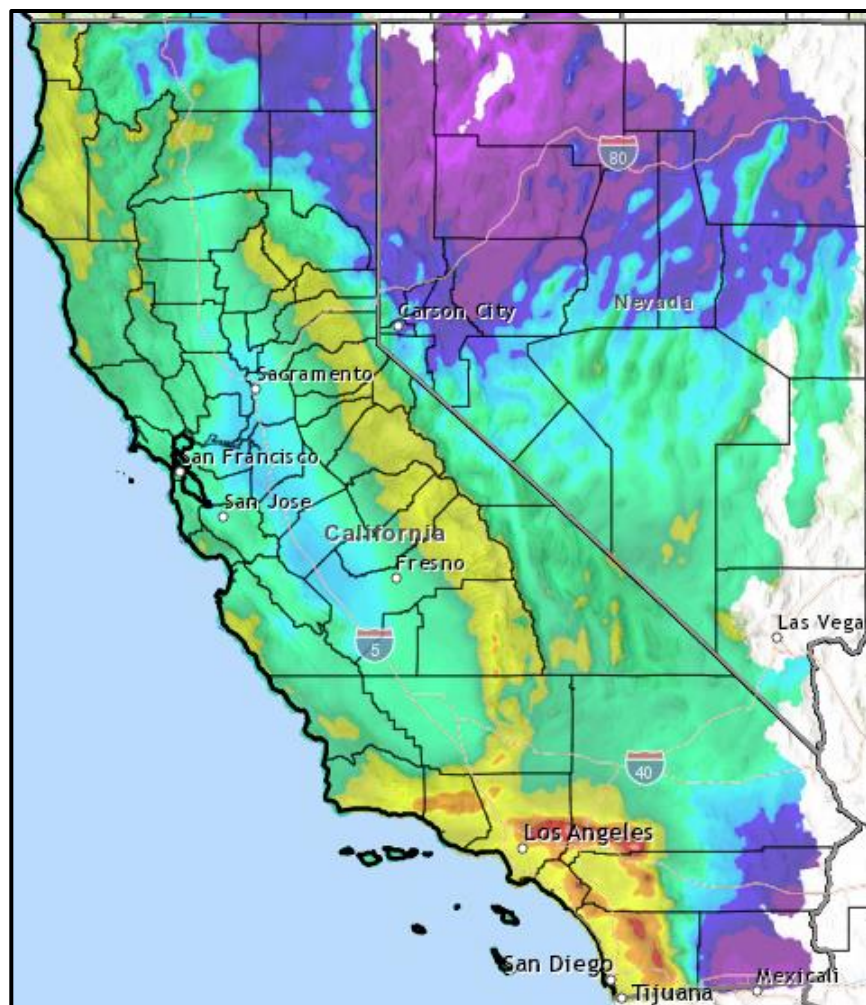 80
Nevada
Carson City
Sacramento
San Francisco
San Jose
California
Fresno
5
Las Vega
40
Los Angeles
San Diego
Mexicali
Tijuana